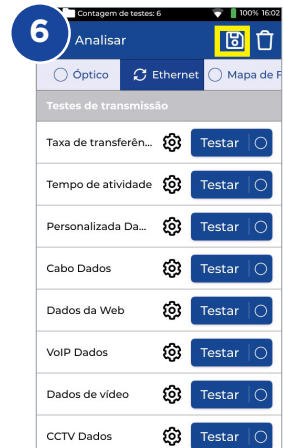 6
Contagem de testes: 6
100% 16:02
Analisar
Óptico
Ethernet
Mapa de F
Testes de transmissão
Taxa de transferên... Testar
Tempo de atividade Testar
Personalizada Da... Testar
Cabo Dados Testar
Dados da Web Testar
VoIP Dados Testar
Dados de vídeo Testar
CCTV Dados Testar